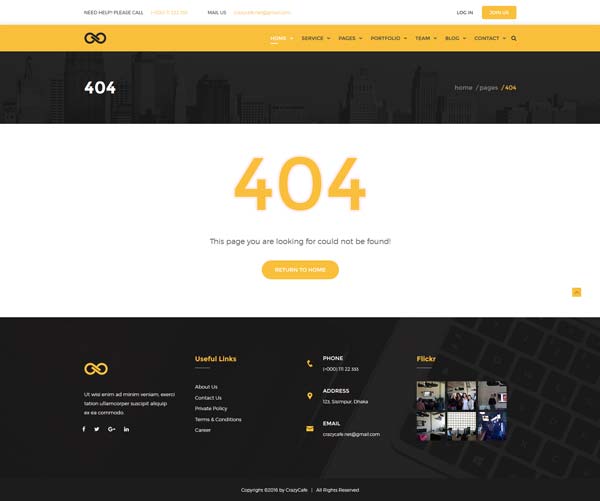 NEED HELP? PLEASE CALL (+000) 11 222 333 MAIL US crazycafe.net@gmail.com LOG IN JOIN US
HOME SERVICE PAGES PORTFOLIO TEAM BLOG CONTACT
404
home / pages / 404
404
This page you are looking for could not be found!
RETURN TO HOME
Ut wisi enim ad minim veniam, exerci
tation ullamcorper suscipit aliquip
ex ea commodo.
Useful Links
About Us
Contact Us
Private Policy
Terms & Conditions
Career
PHONE
(+000) 111 22 333
ADDRESS
123, Sisimpur, Dhaka
EMAIL
crazycafe.net@gmail.com
Flickr
Copyright ©2016 by CrazyCafe | All Rights Reserved